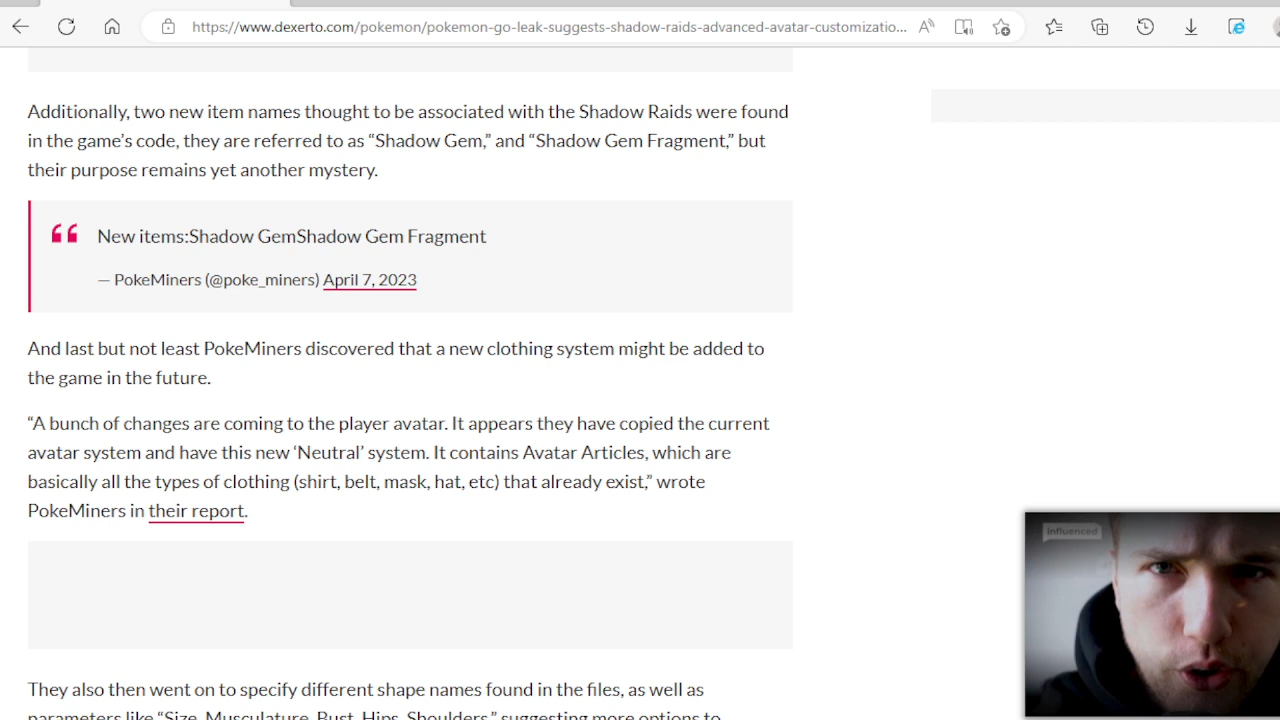 https://www.dexerto.com/pokemon/pokemon-go-leak-suggests-shadow-raids-advanced-avatar-customizatio...
Additionally, two new item names thought to be associated with the Shadow Raids were found
in the game’s code, they are referred to as “Shadow Gem,” and “Shadow Gem Fragment,” but
their purpose remains yet another mystery.
New items:Shadow GemShadow Gem Fragment
— PokeMiners (@poke_miners) April 7, 2023
And last but not least PokeMiners discovered that a new clothing system might be added to
the game in the future.
“A bunch of changes are coming to the player avatar. It appears they have copied the current
avatar system and have this new ‘Neutral’ system. It contains Avatar Articles, which are
basically all the types of clothing (shirt, belt, mask, hat, etc) that already exist,” wrote
PokeMiners in their report.
influenced
They also then went on to specify different shape names found in the files, as well as
parameters like “Size, Musculature, Bust, Hips, Shoulders,” suggesting more options to